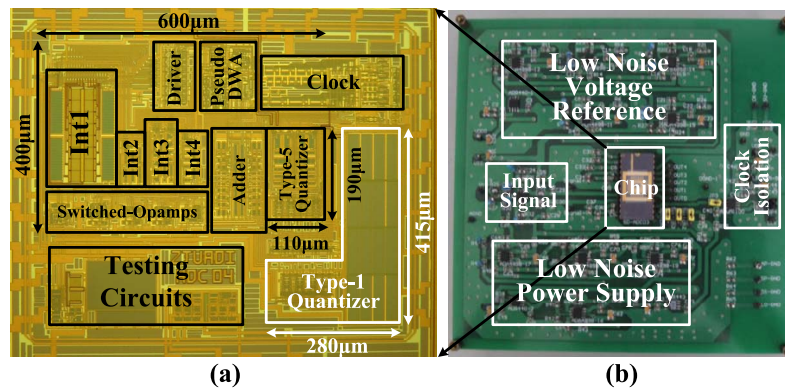 600μm
400μm
Driver
Pseudo
DWA
Clock
Int1
Int2
Int3
Int4
Adder
Type-5
Quantizer
190μm
110μm
Switched-Opamps
Testing
Circuits
Type-1
Quantizer
415μm
280μm
(a)
Low Noise
Voltage
Reference
Input
Signal
Chip
Clock
Isolation
Low Noise
Power Supply
(b)